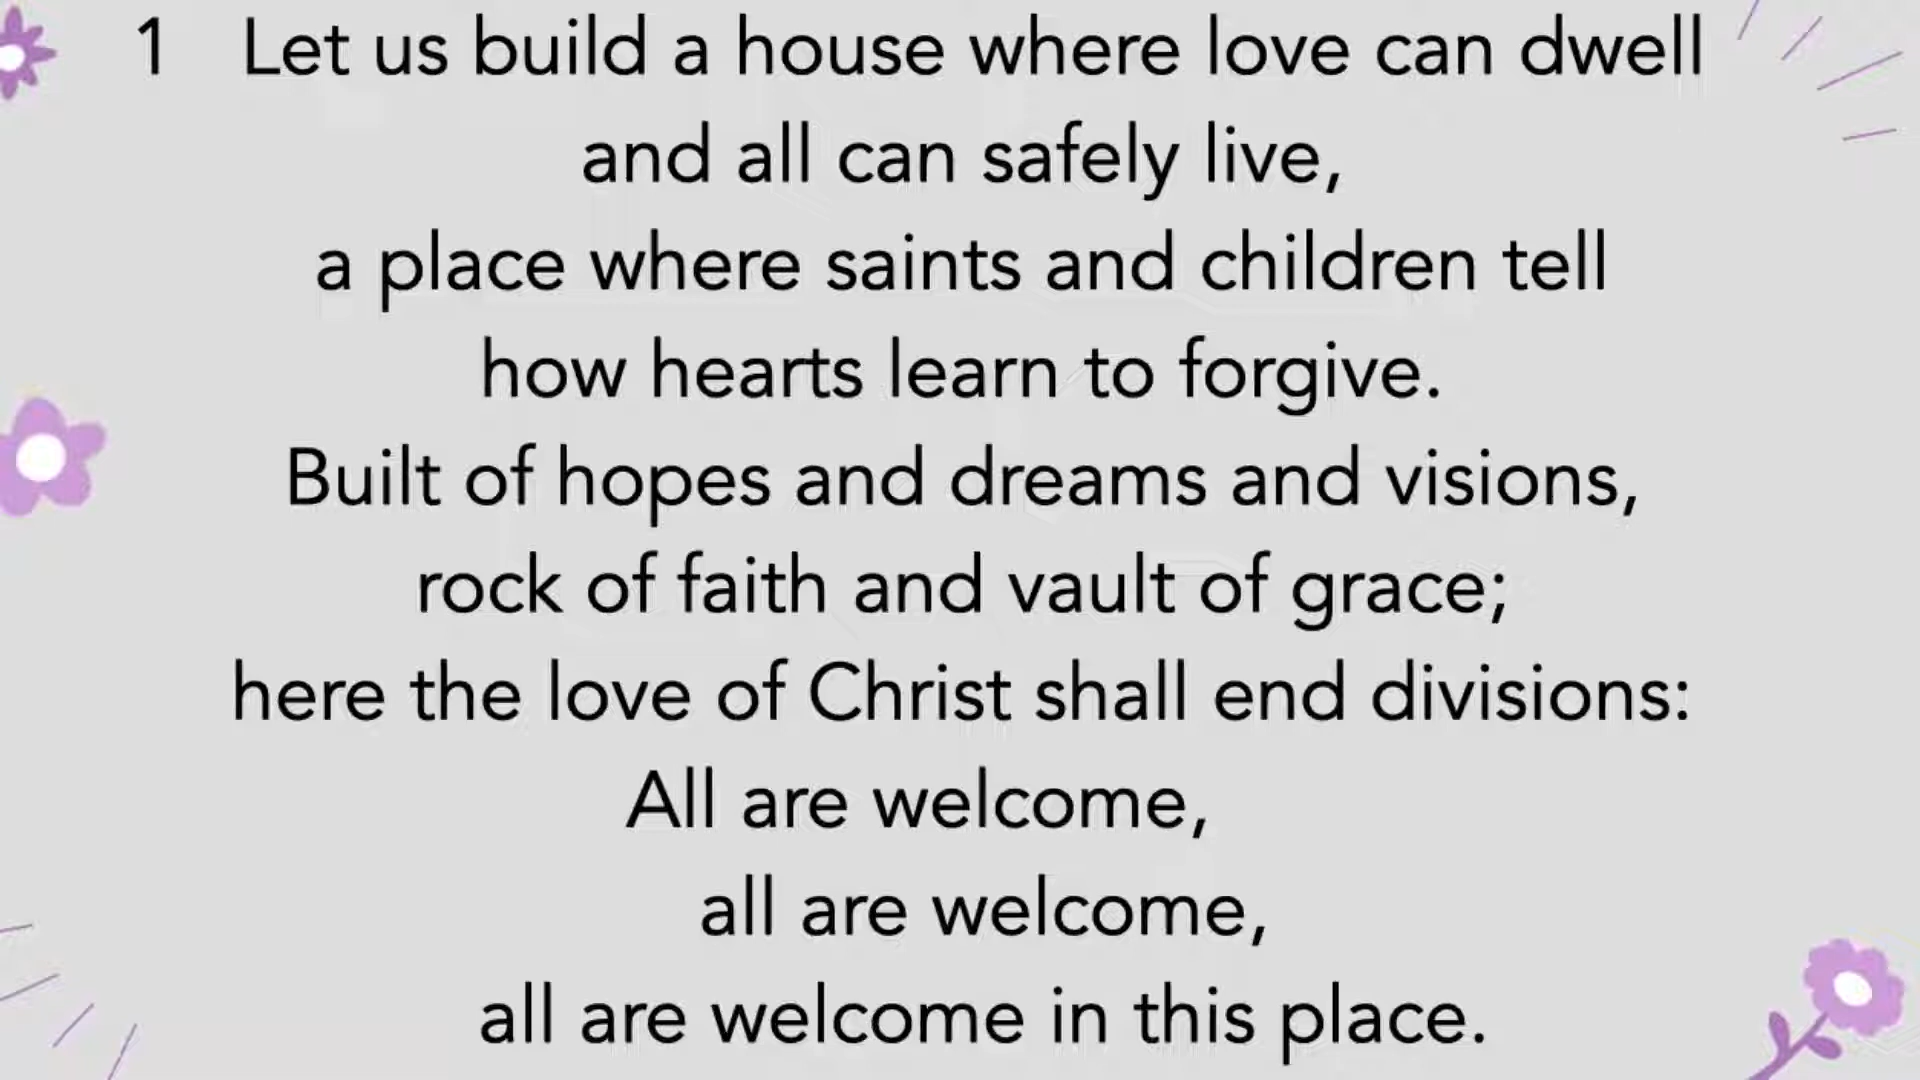 1 Let us build a house where love can dwell
and all can safely live,
a place where saints and children tell
how hearts learn to forgive.
Built of hopes and dreams and visions,
rock of faith and vault of grace;
here the love of Christ shall end divisions:
All are welcome,
all are welcome,
all are welcome in this place.